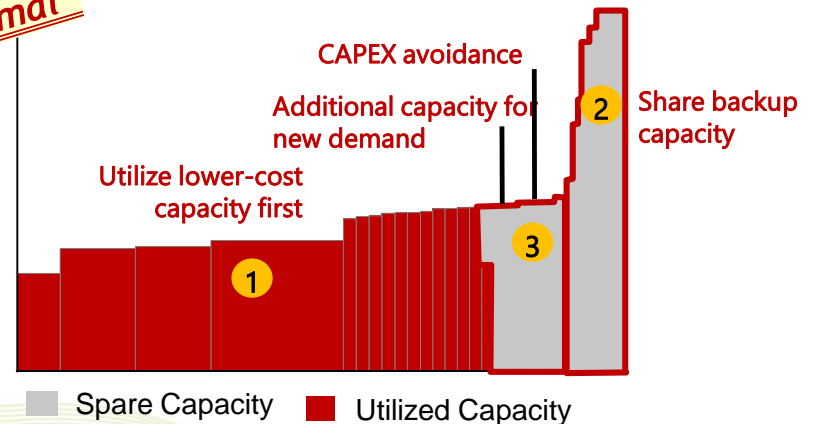 CAPEX avoidance
Additional capacity for
new demand
Utilize lower-cost
capacity first
Share backup
capacity
1
2
3
Spare Capacity
Utilized Capacity